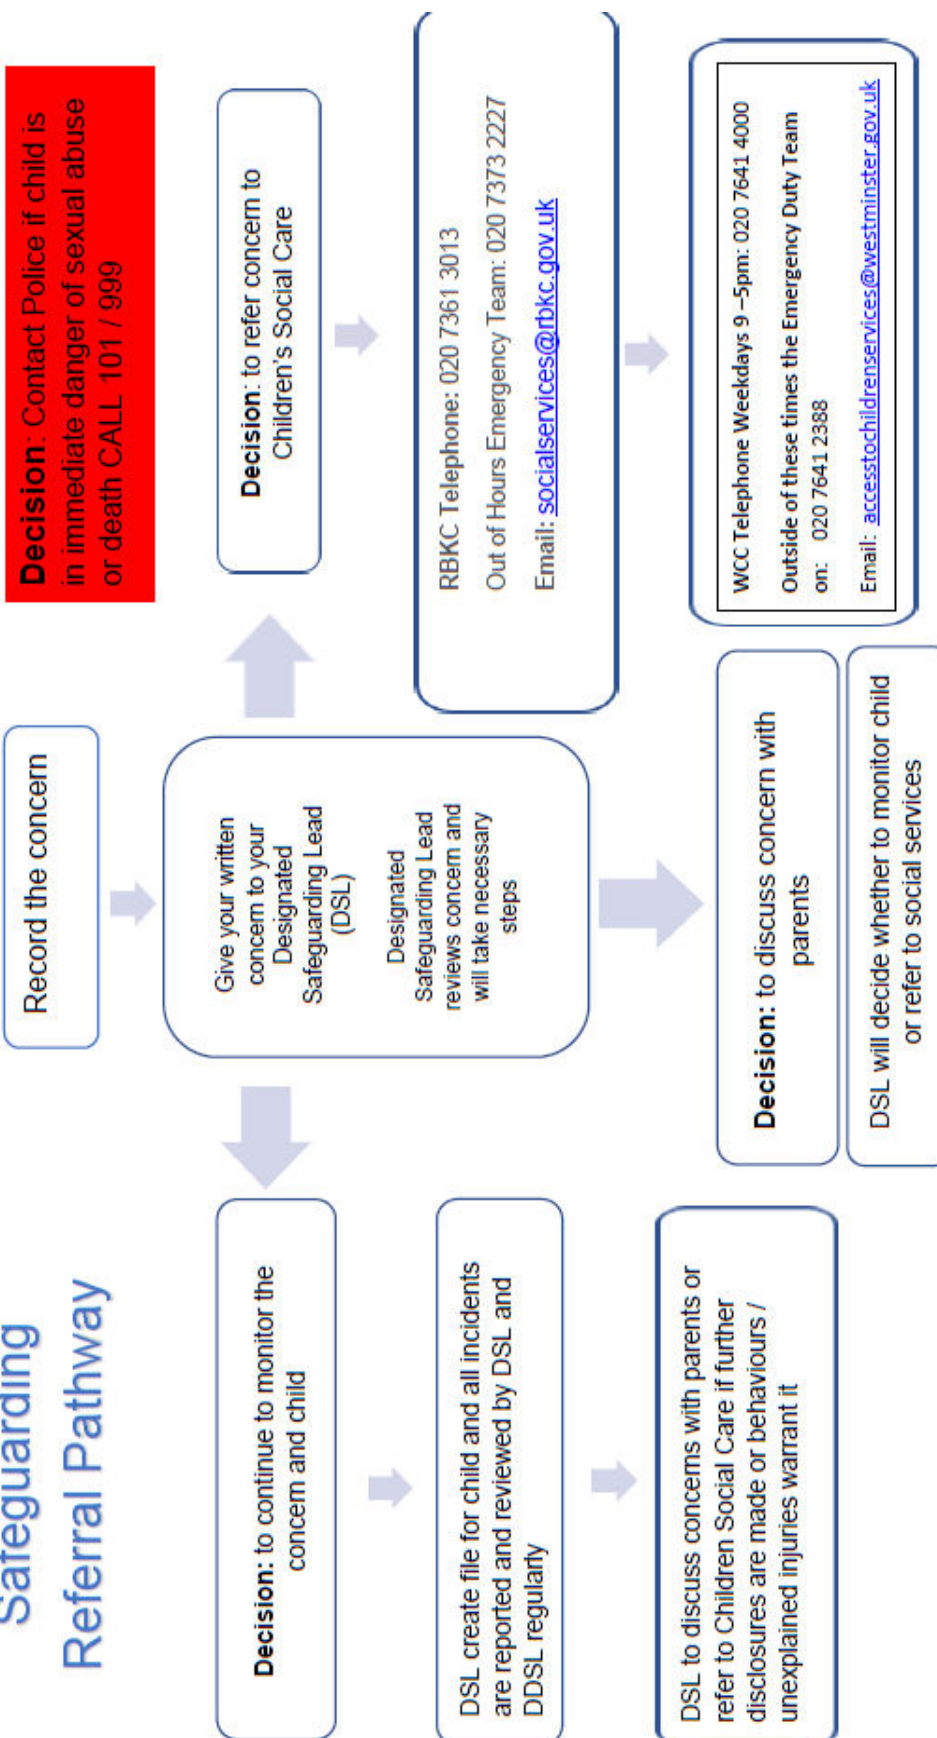 Safeguarding
Referral Pathway
Record the concern
Decision: Contact Police if child is
in immediate danger of sexual abuse
or death CALL 101 / 999
Give your written
concern to your
Designated
Safeguarding Lead
(DSL)
Designated
Safeguarding Lead
reviews concern and
will take necessary
steps
Decision: to continue to monitor the
concern and child
DSL create file for child and all incidents
are reported and reviewed by DSL and
DDSL regularly
DSL to discuss concerns with parents or
refer to Children Social Care if further
disclosures are made or behaviours /
unexplained injuries warrant it
Decision: to discuss concern with
parents
DSL will decide whether to monitor child
or refer to social services
Decision: to refer concern to
Children's Social Care
RBKC Telephone: 020 7361 3013
Out of Hours Emergency Team: 020 7373 2227
Email: socialservices@rbkc.gov.uk
WCC Telephone Weekdays 9 –5pm: 020 7641 4000
Outside of these times the Emergency Duty Team
on: 020 7641 2388
Email: accesstochildrenservices@westminster.gov.uk